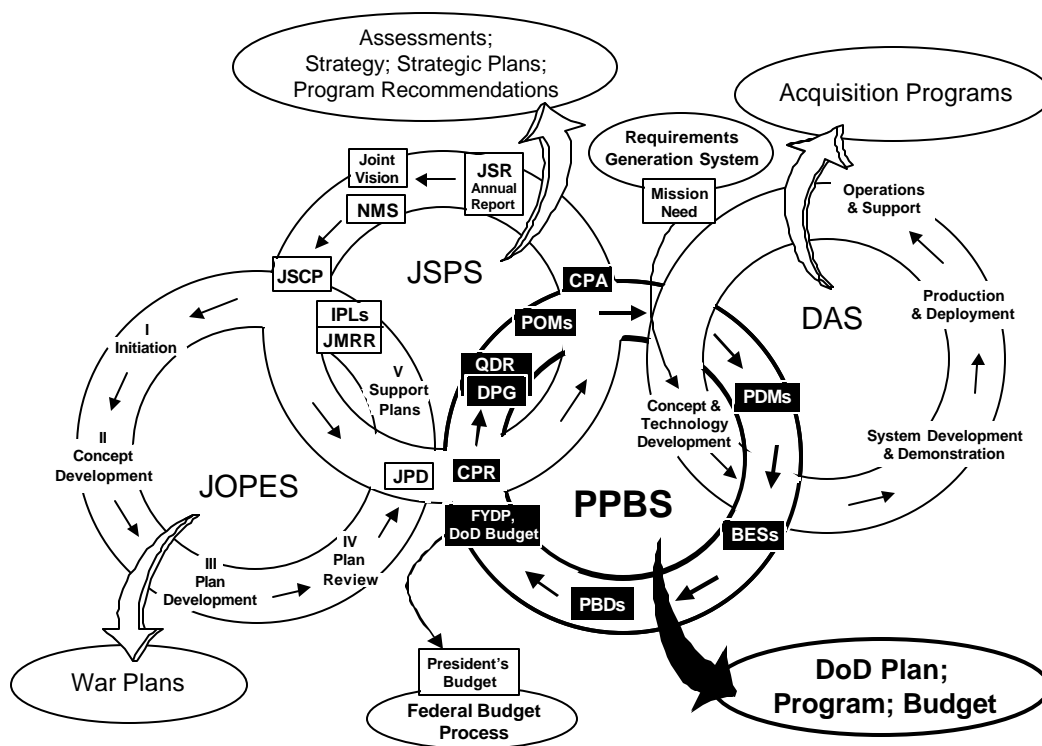 Assessments;
Strategy; Strategic Plans;
Program Recommendations
Acquisition Programs
Requirements
Generation System
Mission
Need
Joint
Vision
JSR
Annual
Report
NMS
JSCP
JSPS
IPLs
JMRR
CPA
POMs
QDR
DPG
Operations
& Support
Production
& Deployment
DAS
I
Initiation
V
Support
Plans
Concept &
Technology
Development
PDMs
System Development
& Demonstration
II
Concept
Development
JOPES
JPD
CPR
PPBS
FYDP,
DoD Budget
BESs
III
Plan
Development
IV
Plan
Review
PBDs
War Plans
President's
Budget
Federal Budget
Process
DoD Plan;
Program; Budget